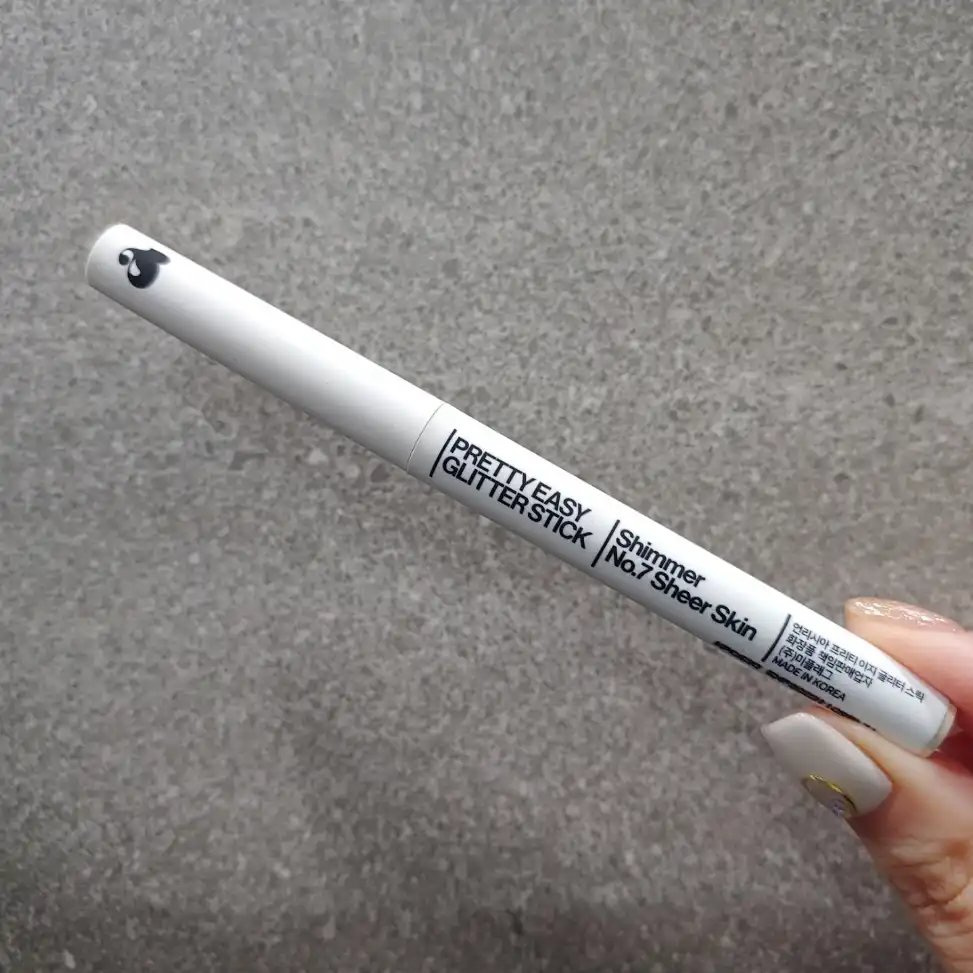 PRETTY EASY
GLITTER STICK
Shimmer
No.7 Sheer Skin
언리시아 프리티 이지 글리터 스틱
화장품 책임판매업자
(주)미플래그
MADE IN KOREA